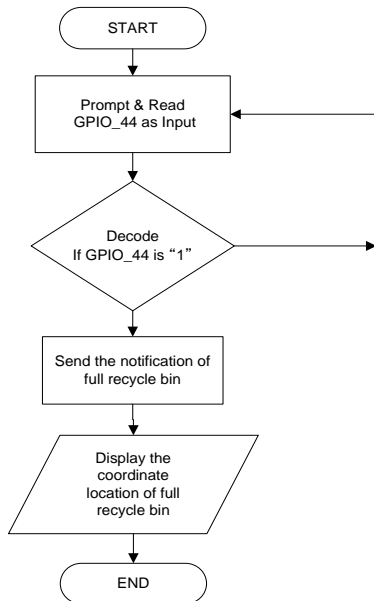 START
Prompt & Read
GPIO_44 as Input
Decode
If GPIO_44 is “1”
Send the notification of
full recycle bin
Display the
coordinate
location of full
recycle bin
END